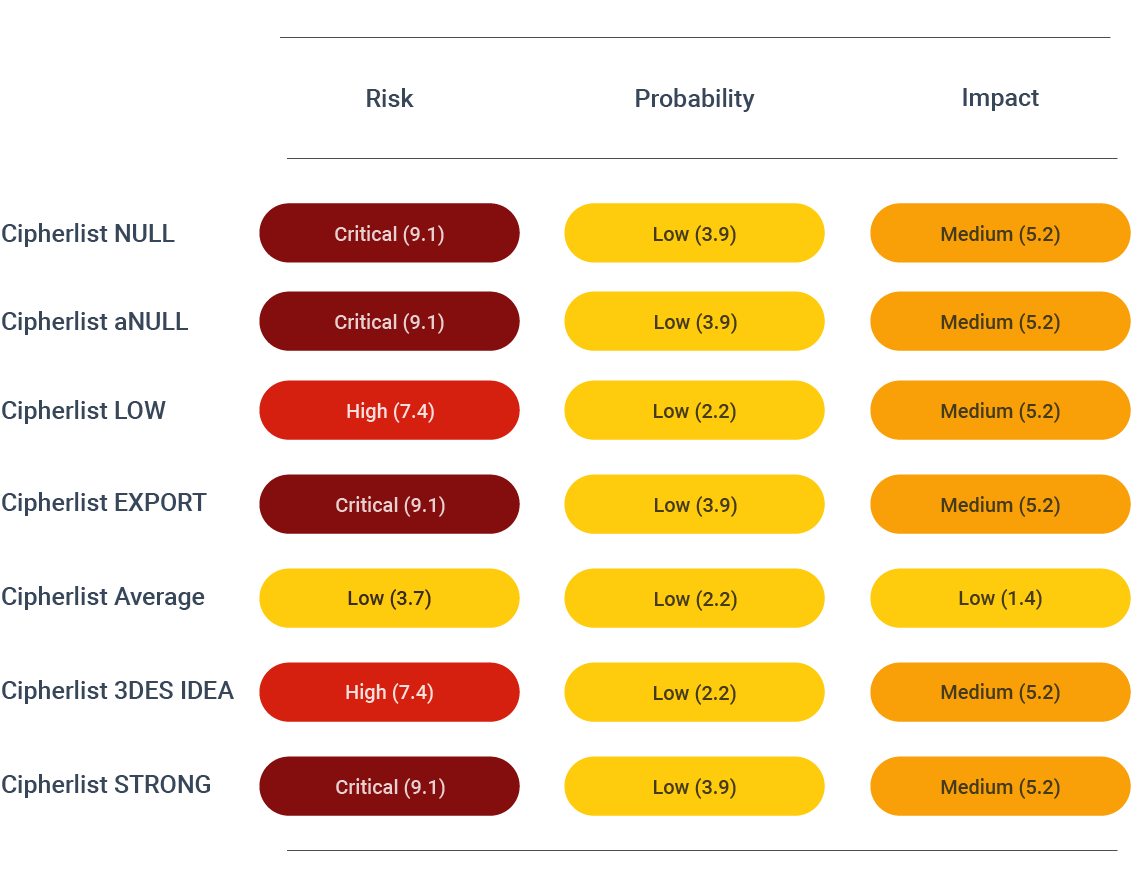 Risk Probability Impact
Cipherlist NULL Critical (9.1) Low (3.9) Medium (5.2)
Cipherlist aNULL Critical (9.1) Low (3.9) Medium (5.2)
Cipherlist LOW High (7.4) Low (2.2) Medium (5.2)
Cipherlist EXPORT Critical (9.1) Low (3.9) Medium (5.2)
Cipherlist Average Low (3.7) Low (2.2) Low (1.4)
Cipherlist 3DES IDEA High (7.4) Low (2.2) Medium (5.2)
Cipherlist STRONG Critical (9.1) Low (3.9) Medium (5.2)